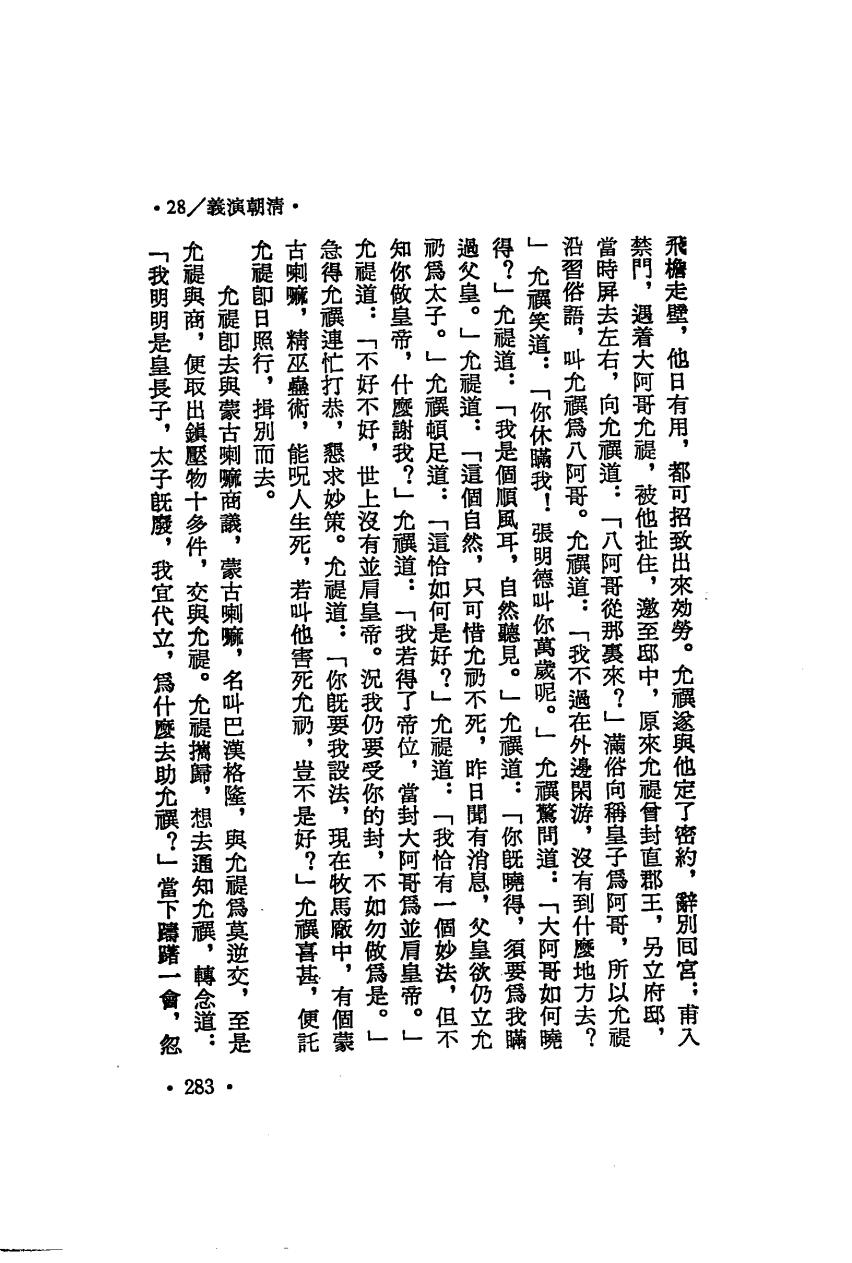 •28/義演朝清•
飛檐走壁，他日有用，都可招致出來効勞。允禩遂與他定了密約，辭別回宮；甫入
禁門，遇着大阿哥允禔，被他扯住，邀至邸中，原來允禔曾封直郡王，另立府邸，
當時屏去左右，向允禩道：「八阿哥從那裏來？」滿俗向稱皇子爲阿哥，所以允禔
沿習俗語，叫允禩爲八阿哥。允禩道：「我不過在外邊閑游，沒有到什麼地方去？
」允禩笑道：「你休瞞我！張明德叫你萬歲呢。」允禩驚問道：「大阿哥如何曉
得？」允禔道：「我是個順風耳，自然聽見。」允禩道：「你旣曉得，須要爲我瞞
過父皇。」允禔道：「這個自然，只可惜允礽不死，昨日聞有消息，父皇欲仍立允
礽爲太子。」允禩頓足道：「這恰如何是好？」允禔道：「我恰有一個妙法，但不
知你做皇帝，什麼謝我？」允禩道：「我若得了帝位，當封大阿哥爲並肩皇帝。」
允禔道：「不好不好，世上沒有並肩皇帝。況我仍要受你的封，不如勿做爲是。」
急得允禩連忙打恭，懇求妙策。允禔道：「你旣要我設法，現在牧馬廠中，有個蒙
古喇嘛，精巫蠱術，能呪人生死，若叫他害死允礽，豈不是好？」允禩喜甚，便託
允禔卽日照行，揖別而去。
允禔卽去與蒙古喇嘛商議，蒙古喇嘛，名叫巴漢格隆，與允禔爲莫逆交，至是
允禔與商，便取出鎮壓物十多件，交與允禔。允禔攜歸，想去通知允禩，轉念道：
「我明明是皇長子，太子旣廢，我宜代立，爲什麼去助允禩？」當下躊躇一會，忽
•283•